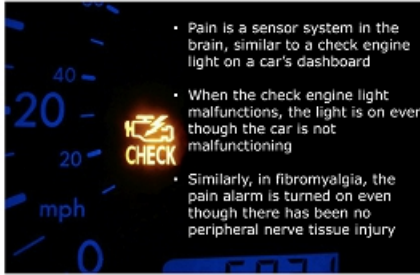 • Pain is a sensor system in the
brain, similar to a check engine
light on a car's dashboard
• When the check engine light
malfunctions, the light is on even
though the car is not
malfunctioning
• Similarly, in fibromyalgia, the
pain alarm is turned on even
though there has been no
peripheral nerve tissue injury
40
20
20
mph
0
CHECK